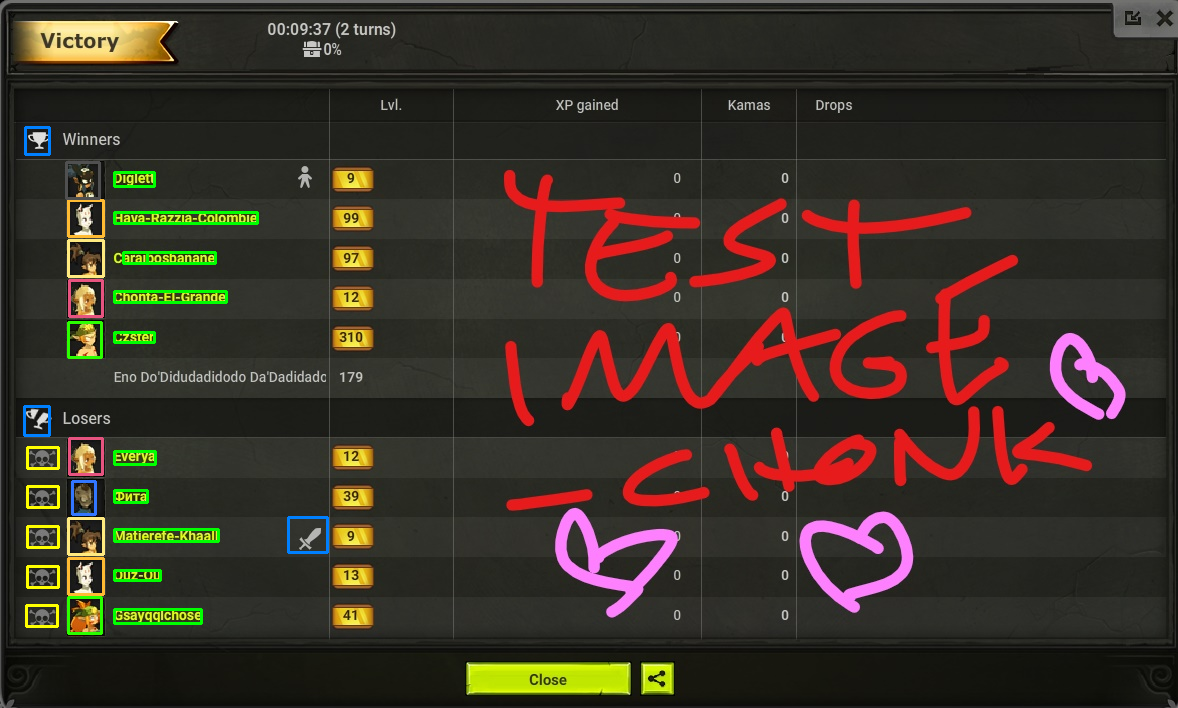 Victory
00:09:37 (2 turns)
0%
Lvl. XP gained Kamas Drops
Winners
Diglett 9 0 0
Haya-Razzia-Colombie 99 0 0
Caraibosbanane 97 0 0
Chonta-El-Grande 12 0 0
Czster 310 0 0
Eno Do'Didudadidodo Da'Dadidado 179
Losers
Everya 12 0
Фита 39 0 0
Matierefe-Khaall 9 0 0
Ouz-Ou 13 0 0
Gsayqqlchose 41 0 0
TEST
IMAGE
_CHONK
Close